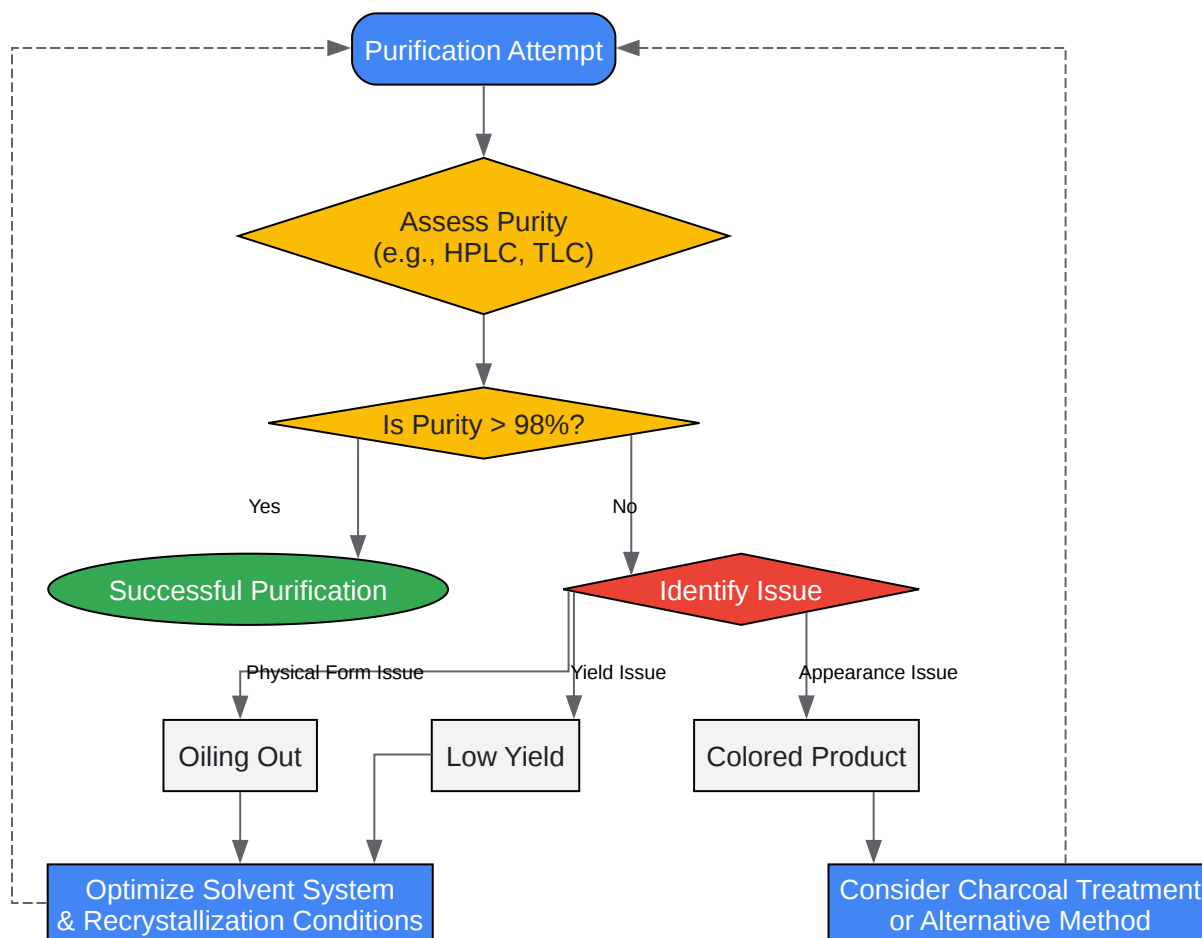 Purification Attempt
Assess Purity
(e.g., HPLC, TLC)
Is Purity > 98%?
Yes
No
Successful Purification
Identify Issue
Physical Form Issue
Yield Issue
Appearance Issue
Oiling Out
Low Yield
Colored Product
Optimize Solvent System
& Recrystallization Conditions
Consider Charcoal Treatment
or Alternative Method